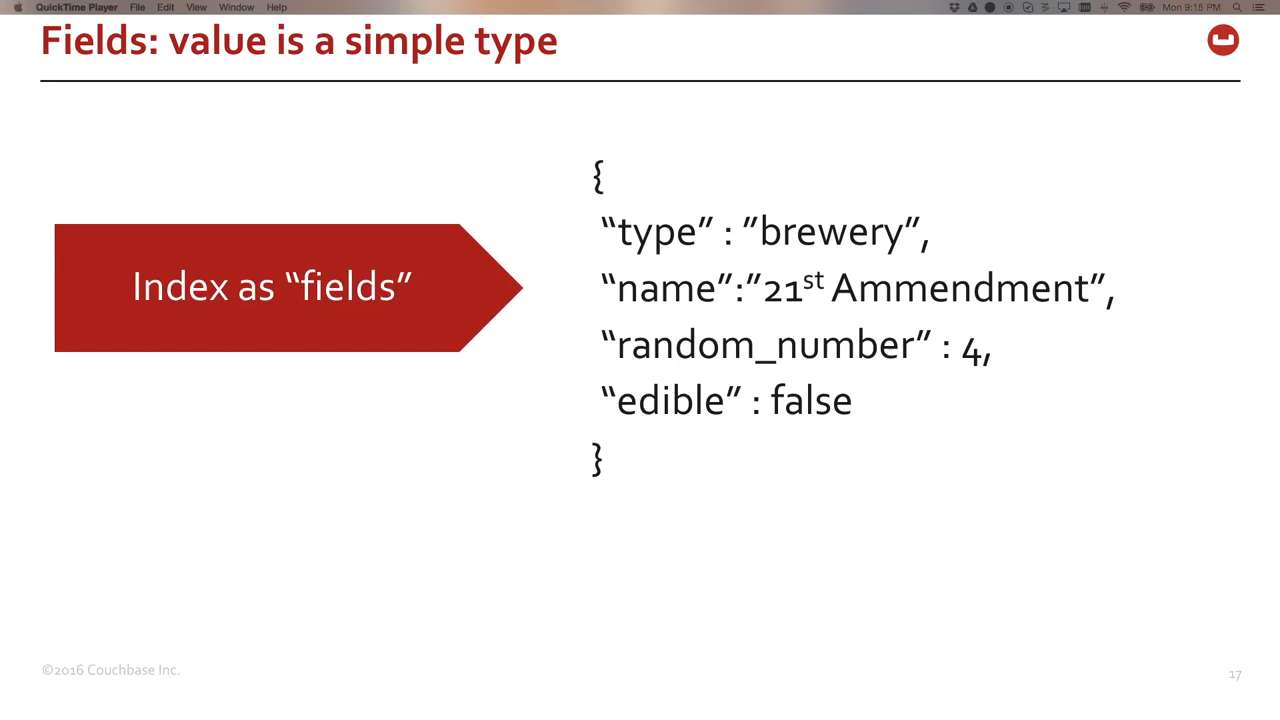 QuickTime Player File Edit View Window Help Mon 9:15 PM
Fields: value is a simple type
Index as “fields”
{
“type” : ”brewery”,
“name”:”21st Ammendment”,
“random_number” : 4,
“edible” : false
}
©2016 Couchbase Inc.
17